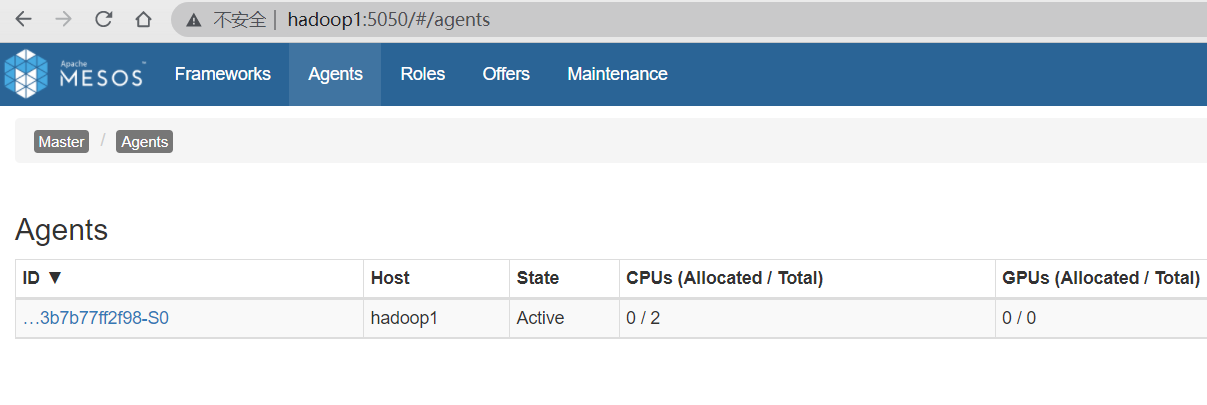 不安全 | hadoop1:5050/#/agents
Apache MESOS™ Frameworks Agents Roles Offers Maintenance
Master / Agents
Agents
ID ▼ Host State CPUs (Allocated / Total) GPUs (Allocated / Total)
…3b7b77ff2f98-S0 hadoop1 Active 0 / 2 0 / 0